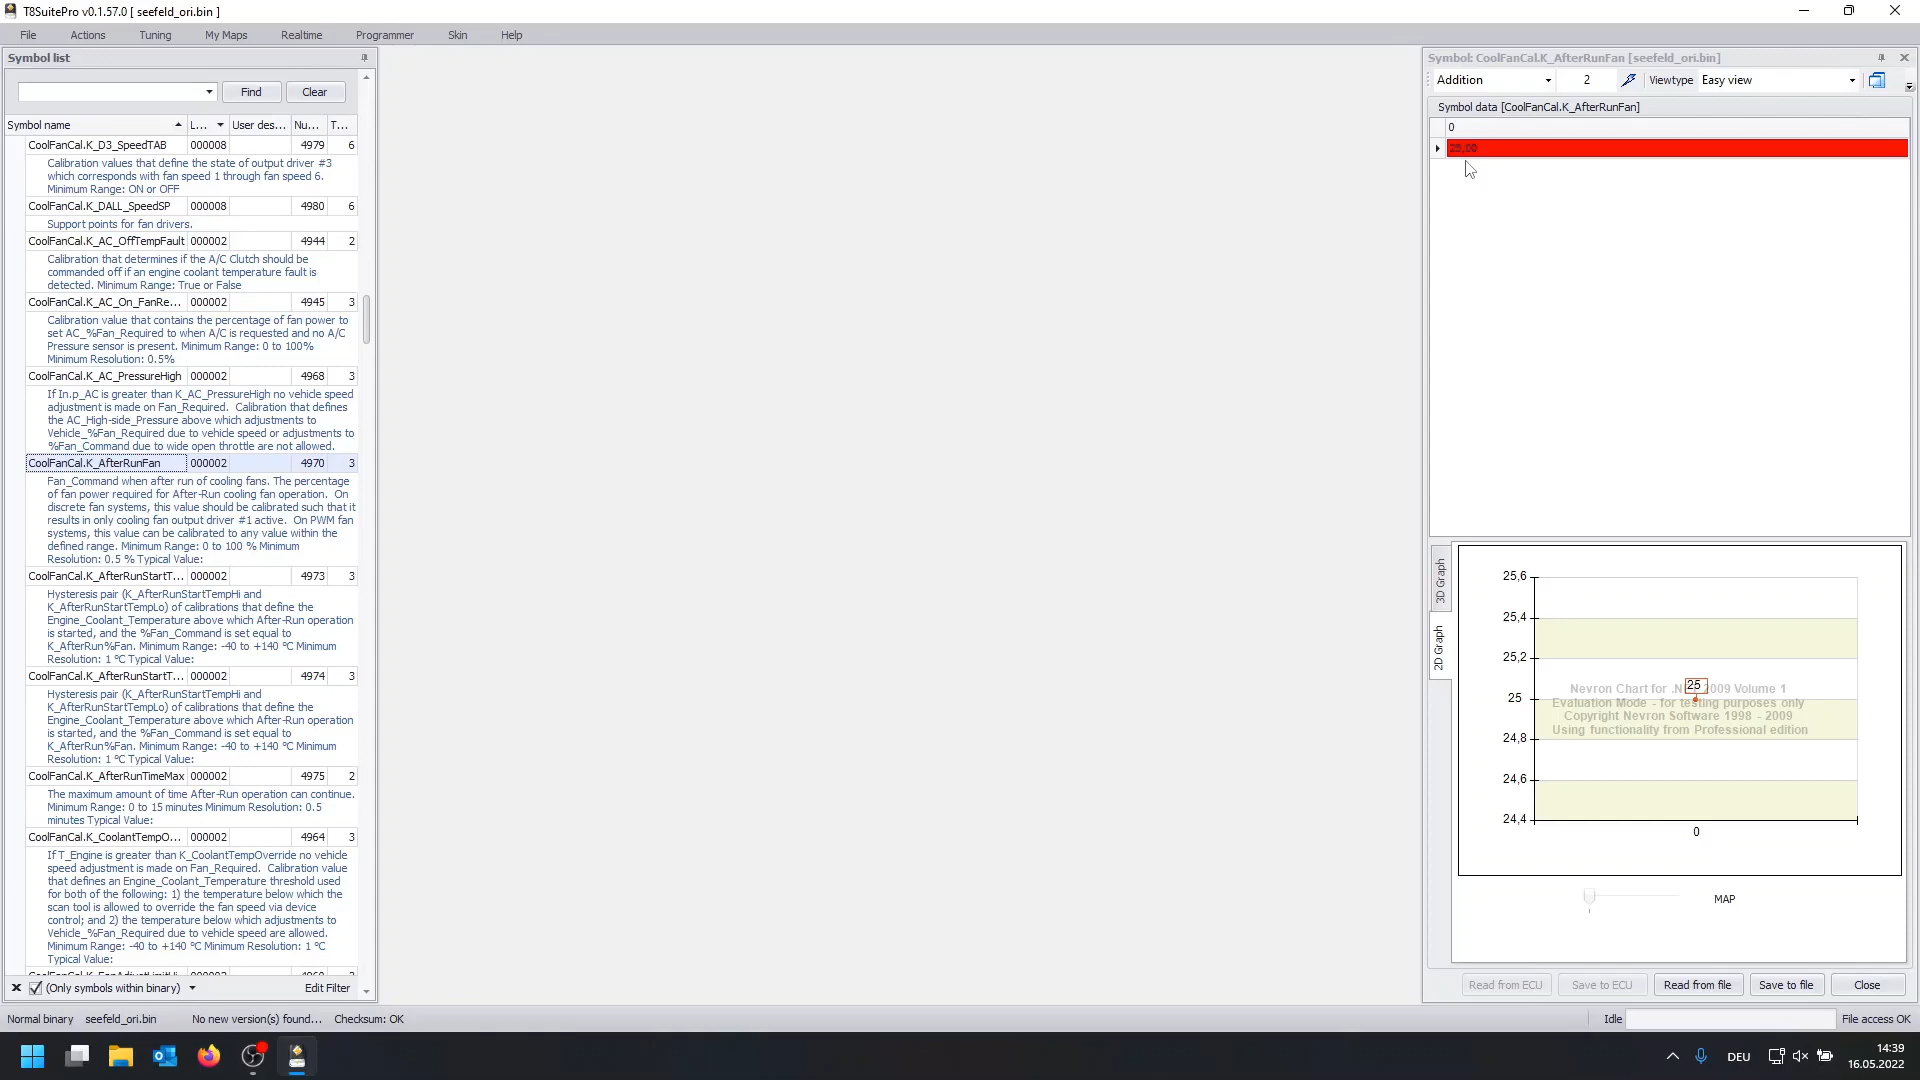 T8SuitePro v0.1.57.0 [ seefeld_ori.bin ]
File Actions Tuning My Maps Realtime Programmer Skin Help
Symbol list
Find Clear
Symbol name L... User des... Nu... T...
CoolFanCal.K_D3_SpeedTAB 000008 4979 6
Calibration values that define the state of output driver #3
which corresponds with fan speed 1 through fan speed 6.
Minimum Range: ON or OFF
CoolFanCal.K_DALL_SpeedSP 000008 4980 6
Support points for fan drivers.
CoolFanCal.K_AC_OffTempFault 000002 4944 2
Calibration that determines if the A/C Clutch should be
commanded off if an engine coolant temperature fault is
detected. Minimum Range: True or False
CoolFanCal.K_AC_On_FanRe... 000002 4945 3
Calibration value that contains the percentage of fan power to
set AC_%Fan_Required to when A/C is requested and no A/C
Pressure sensor is present. Minimum Range: 0 to 100%
Minimum Resolution: 0.5%
CoolFanCal.K_AC_PressureHigh 000002 4968 3
If In.p_AC is greater than K_AC_PressureHigh no vehicle speed
adjustment is made on Fan_Required. Calibration that defines
the AC_High-side_Pressure above which adjustments to
Vehicle_%Fan_Required due to vehicle speed or adjustments to
%Fan_Command due to wide open throttle are not allowed.
CoolFanCal.K_AfterRunFan 000002 4970 3
Fan_Command when after run of cooling fans. The percentage
of fan power required for After-Run cooling fan operation. On
discrete fan systems, this value should be calibrated such that it
results in only cooling fan output driver #1 active. On PWM fan
systems, this value can be calibrated to any value within the
defined range. Minimum Range: 0 to 100 % Minimum
Resolution: 0.5 % Typical Value:
CoolFanCal.K_AfterRunStartT... 000002 4973 3
Hysteresis pair (K_AfterRunStartTempHi and
K_AfterRunStartTempLo) of calibrations that define the
Engine_Coolant_Temperature above which After-Run operation
is started, and the %Fan_Command is set equal to
K_AfterRun%Fan. Minimum Range: -40 to +140 °C Minimum
Resolution: 1 °C Typical Value:
CoolFanCal.K_AfterRunStartT... 000002 4974 3
Hysteresis pair (K_AfterRunStartTempHi and
K_AfterRunStartTempLo) of calibrations that define the
Engine_Coolant_Temperature above which After-Run operation
is started, and the %Fan_Command is set equal to
K_AfterRun%Fan. Minimum Range: -40 to +140 °C Minimum
Resolution: 1 °C Typical Value:
CoolFanCal.K_AfterRunTimeMax 000002 4975 2
The maximum amount of time After-Run operation can continue.
Minimum Range: 0 to 15 minutes Minimum Resolution: 0.5
minutes Typical Value:
CoolFanCal.K_CoolantTempO... 000002 4964 3
If T_Engine is greater than K_CoolantTempOverride no vehicle
speed adjustment is made on Fan_Required. Calibration value
that defines an Engine_Coolant_Temperature threshold used
for both of the following: 1) the temperature below which the
scan tool is allowed to override the fan speed via device
control; and 2) the temperature below which adjustments to
Vehicle_%Fan_Required due to vehicle speed are allowed.
Minimum Range: -40 to +140 °C Minimum Resolution: 1 °C
Typical Value:
(Only symbols within binary) Edit Filter
Symbol: CoolFanCal.K_AfterRunFan [seefeld_ori.bin]
Addition 2 Viewtype Easy view
Symbol data [CoolFanCal.K_AfterRunFan]
0
25,00
3D Graph
2D Graph
25,6
25,4
25,2
25
24,8
24,6
24,4
25
0
Nevron Chart for .N 2009 Volume 1
Evaluation Mode - for testing purposes only
Copyright Nevron Software 1998 - 2009
Using functionality from Professional edition
MAP
Read from ECU Save to ECU Read from file Save to file Close
Normal binary seefeld_ori.bin No new version(s) found... Checksum: OK Idle File access OK
DEU
14:39
16.05.2022